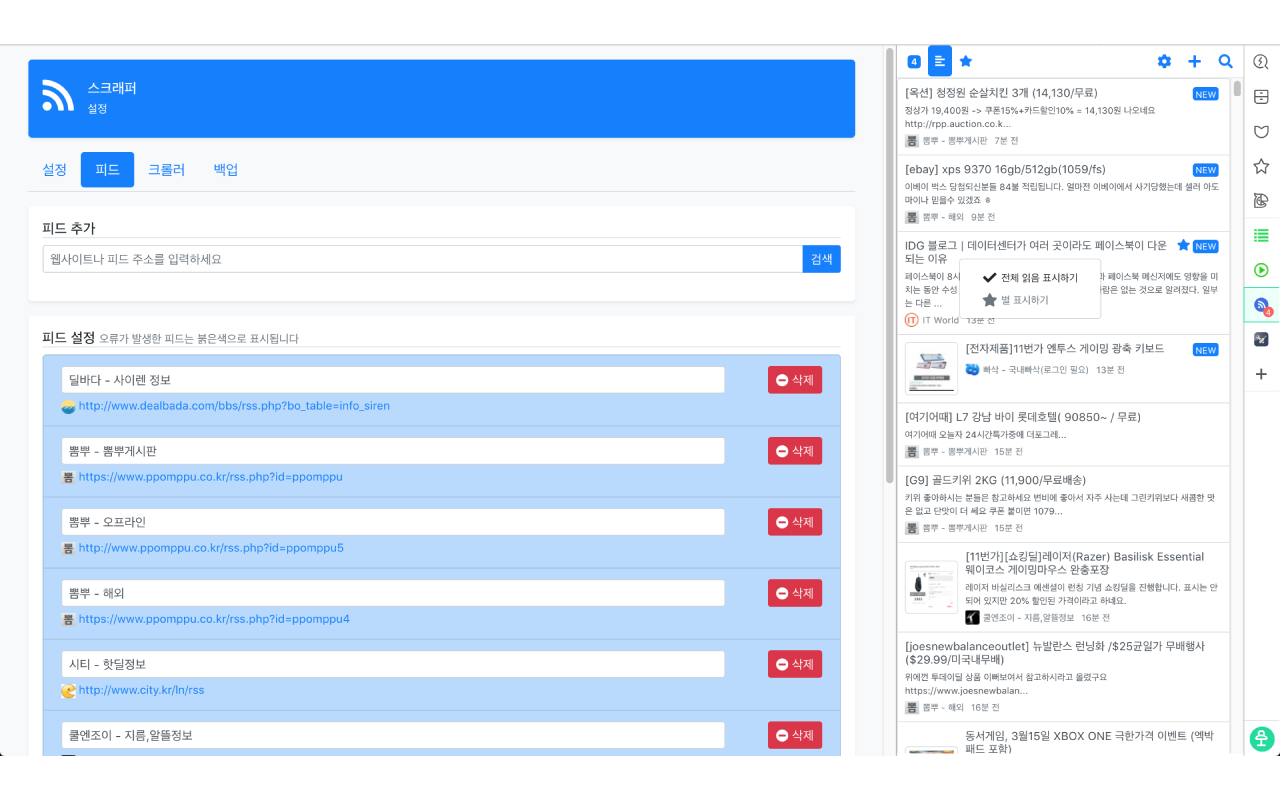 스크래퍼
설정
설정
피드
크롤러
백업
피드 추가
웹사이트나 피드 주소를 입력하세요
검색
피드 설정 오류가 발생한 피드는 붉은색으로 표시됩니다
딜바다 - 사이렌 정보
삭제
http://www.dealbada.com/bbs/rss.php?bo_table=info_siren
뽐뿌 - 뽐뿌게시판
삭제
https://www.ppomppu.co.kr/rss.php?id=ppomppu
뽐뿌 - 오프라인
삭제
http://www.ppomppu.co.kr/rss.php?id=ppomppu5
뽐뿌 - 해외
삭제
https://www.ppomppu.co.kr/rss.php?id=ppomppu4
시티 - 핫딜정보
삭제
http://www.city.kr/ln/rss
쿨엔조이 - 지름,알뜰정보
삭제
4
[옥션] 청정원 순살치킨 3개 (14,130/무료)
NEW
정상가 19,400원 -> 쿠폰15%+카드할인10% = 14,130원 나오네요
http://rpp.auction.co.k...
뽐 뽐뿌 - 뽐뿌게시판 7분 전
[ebay] xps 9370 16gb/512gb(1059/fs)
NEW
이베이 벅스 당첨되신분들 84불 적립됩니다. 얼마전 이베이에서 사기당했는데 셀러 아도
마이나 믿을수 있겠죠 ㅎ
뽐 뽐뿌 - 해외 9분 전
IDG 블로그 | 데이터센터가 여러 곳이라도 페이스북이 다운
되는 이유
NEW
페이스북이 8시
과 페이스북 메신저에도 영향을 미
치는 동안 수성
사람은 없는 것으로 알려졌다. 일부
는 다른 ...
전체 읽음 표시하기
별 표시하기
IT IT World 13분 전
[전자제품]11번가 엔투스 게이밍 광축 키보드
NEW
빠삭 - 국내빠삭(로그인 필요) 13분 전
[여기어때] L7 강남 바이 롯데호텔( 90850~ / 무료)
여기어때 오늘자 24시간특가중에 더포그레...
뽐 뽐뿌 - 뽐뿌게시판 15분 전
[G9] 골드키위 2KG (11,900/무료배송)
키위 좋아하시는 분들은 참고하세요 변비에 좋아서 자주 사는데 그린키위보다 새콤한 맛
은 없고 단맛이 더 쎄요 쿠폰 붙이면 1079...
뽐 뽐뿌 - 뽐뿌게시판 15분 전
[11번가][쇼킹딜]레이저(Razer) Basilisk Essential
웨이코스 게이밍마우스 완충포장
레이저 바실리스크 에센셜이 런칭 기념 쇼킹딜을 진행합니다. 표시는 안
되어 있지만 20% 할인된 가격이라고 하네요.
쿨엔조이 - 지름,알뜰정보 16분 전
[joesnewbalanceoutlet] 뉴발란스 런닝화 /$25균일가 무배행사
($29.99/미국내무배)
위에껀 투데이딜 상품 이뻐보여서 참고하시라고 올렸구요
https://www.joesnewbalan...
뽐 뽐뿌 - 해외 16분 전
동서게임, 3월15일 XBOX ONE 극한가격 이벤트 (엑박
패드 포함)
4